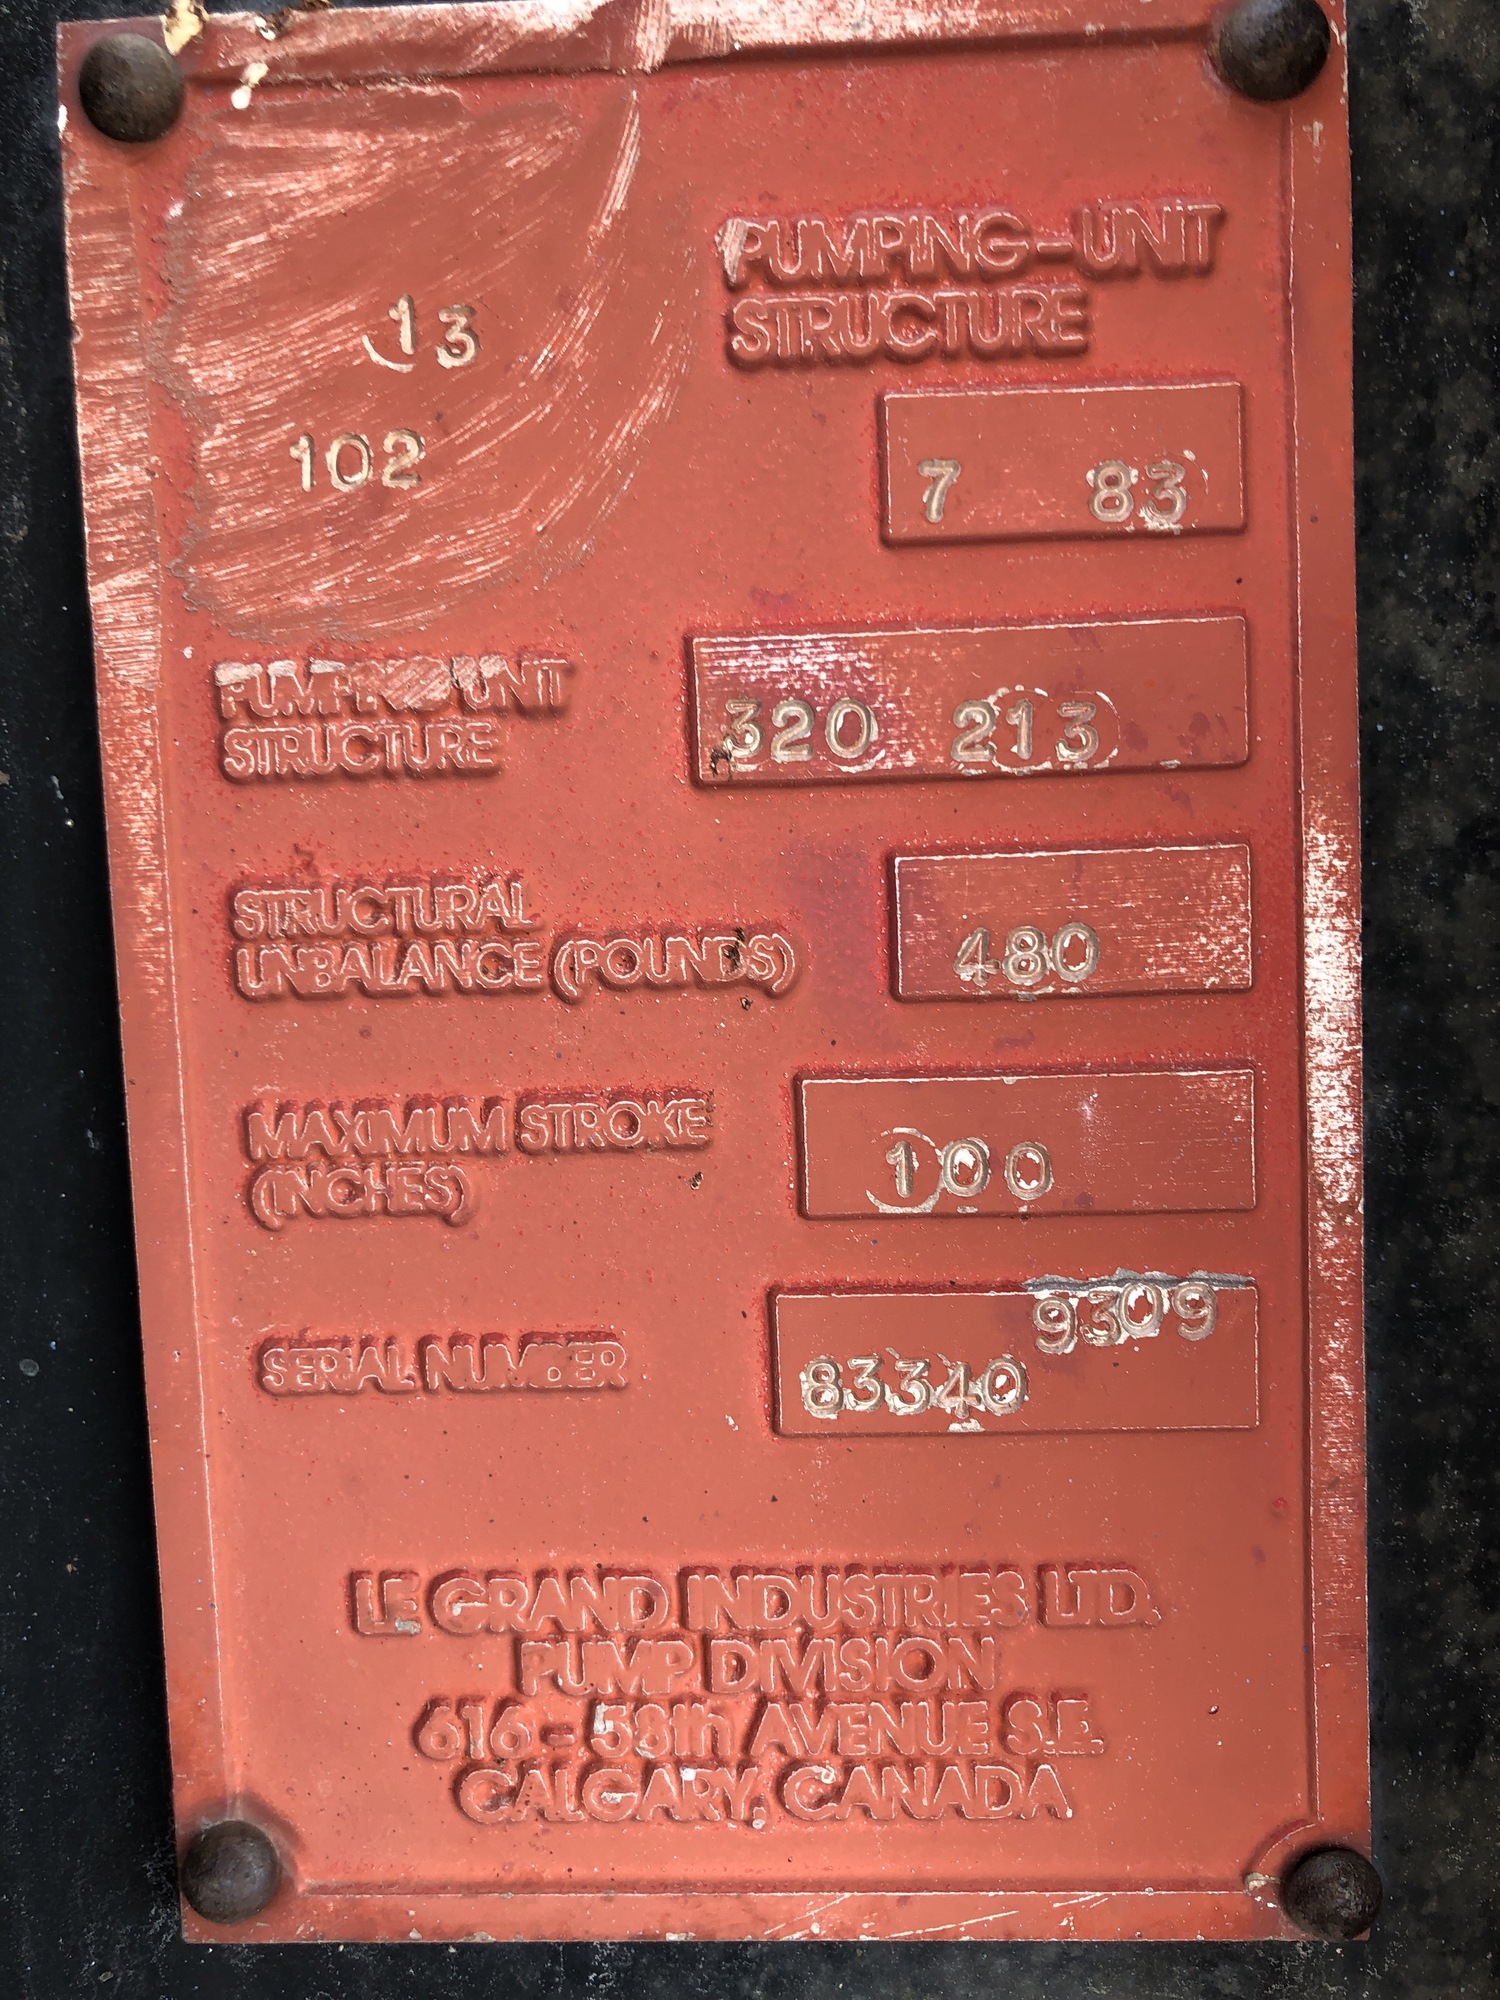 PUMPING-UNIT
STRUCTURE
13
102
7 83
PUMPING UNIT
STRUCTURE
320 213
STRUCTURAL
UNBALANCE (POUNDS)
480
MAXIMUM STROKE
(INCHES)
100
SERIAL NUMBER
9309
83340
LE GRAND INDUSTRIES LTD.
PUMP DIVISION
616 - 58th AVENUE S.E.
CALGARY, CANADA